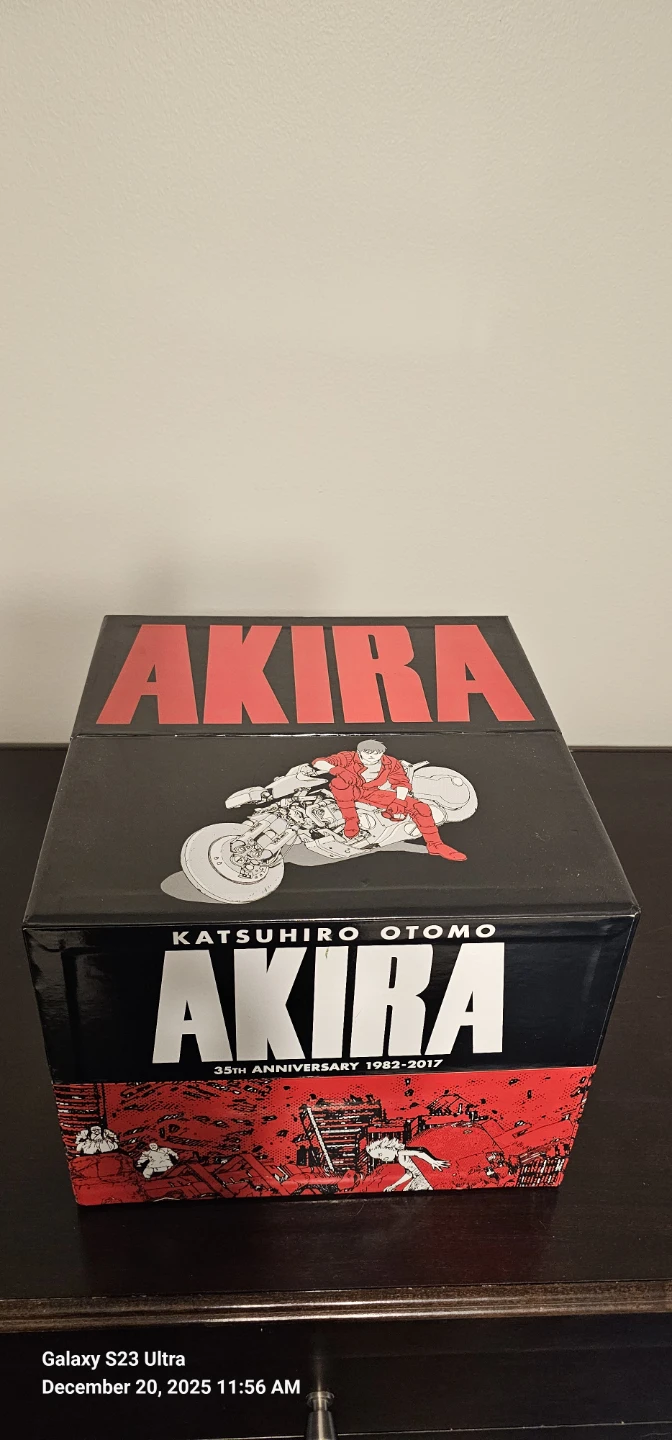 AKIRA
KATSUHIRO OTOMO
AKIRA
35TH ANNIVERSARY 1982-2017
Galaxy S23 Ultra
December 20, 2025 11:56 AM